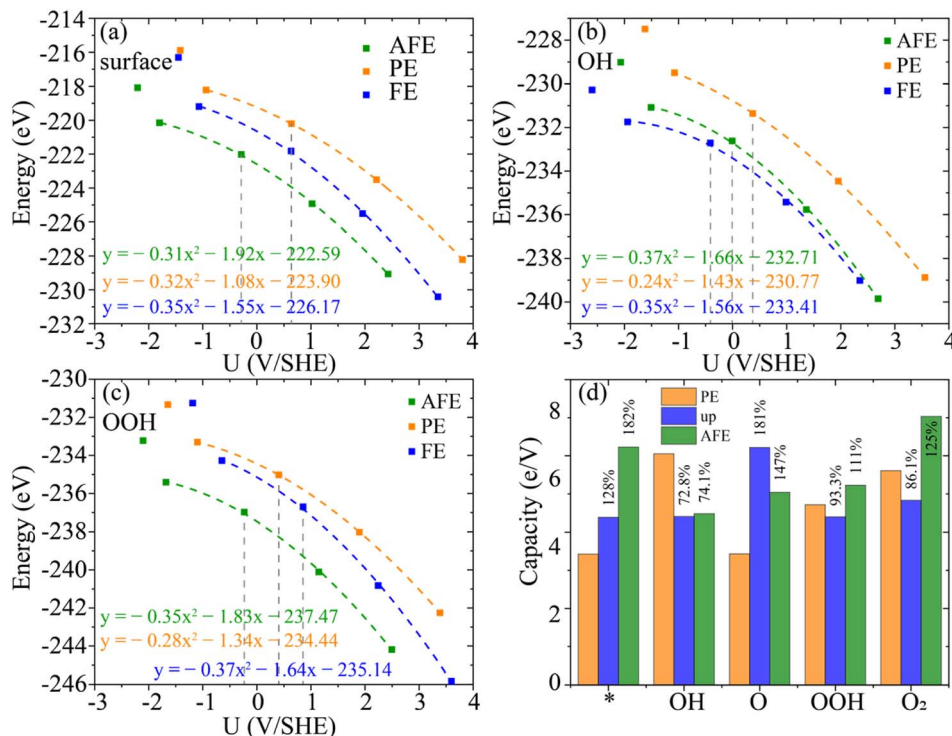 (a)
surface
AFE
PE
FE
Energy (eV)
-214
-216
-218
-220
-222
-224
-226
-228
-230
-232
y = − 0.31x² − 1.92x − 222.59
y = − 0.32x² − 1.08x − 223.90
y = − 0.35x² − 1.55x − 226.17
-3 -2 -1 0 1 2 3 4
U (V/SHE)
(b)
OH
AFE
PE
FE
Energy (eV)
-228
-230
-232
-234
-236
-238
-240
y = − 0.37x² − 1.66x − 232.71
y = − 0.24x² − 1.43x − 230.77
y = − 0.35x² − 1.56x − 233.41
-3 -2 -1 0 1 2 3 4
U (V/SHE)
(c)
OOH
AFE
PE
FE
Energy (eV)
-230
-232
-234
-236
-238
-240
-242
-244
-246
y = − 0.35x² − 1.83x − 237.47
y = − 0.28x² − 1.34x − 234.44
y = − 0.37x² − 1.64x − 235.14
-3 -2 -1 0 1 2 3 4
U (V/SHE)
(d)
PE
up
AFE
Capacity (e/V)
8
6
4
2
0
128%
182%
72.8%
74.1%
181%
147%
93.3%
111%
86.1%
125%
* OH O OOH O₂